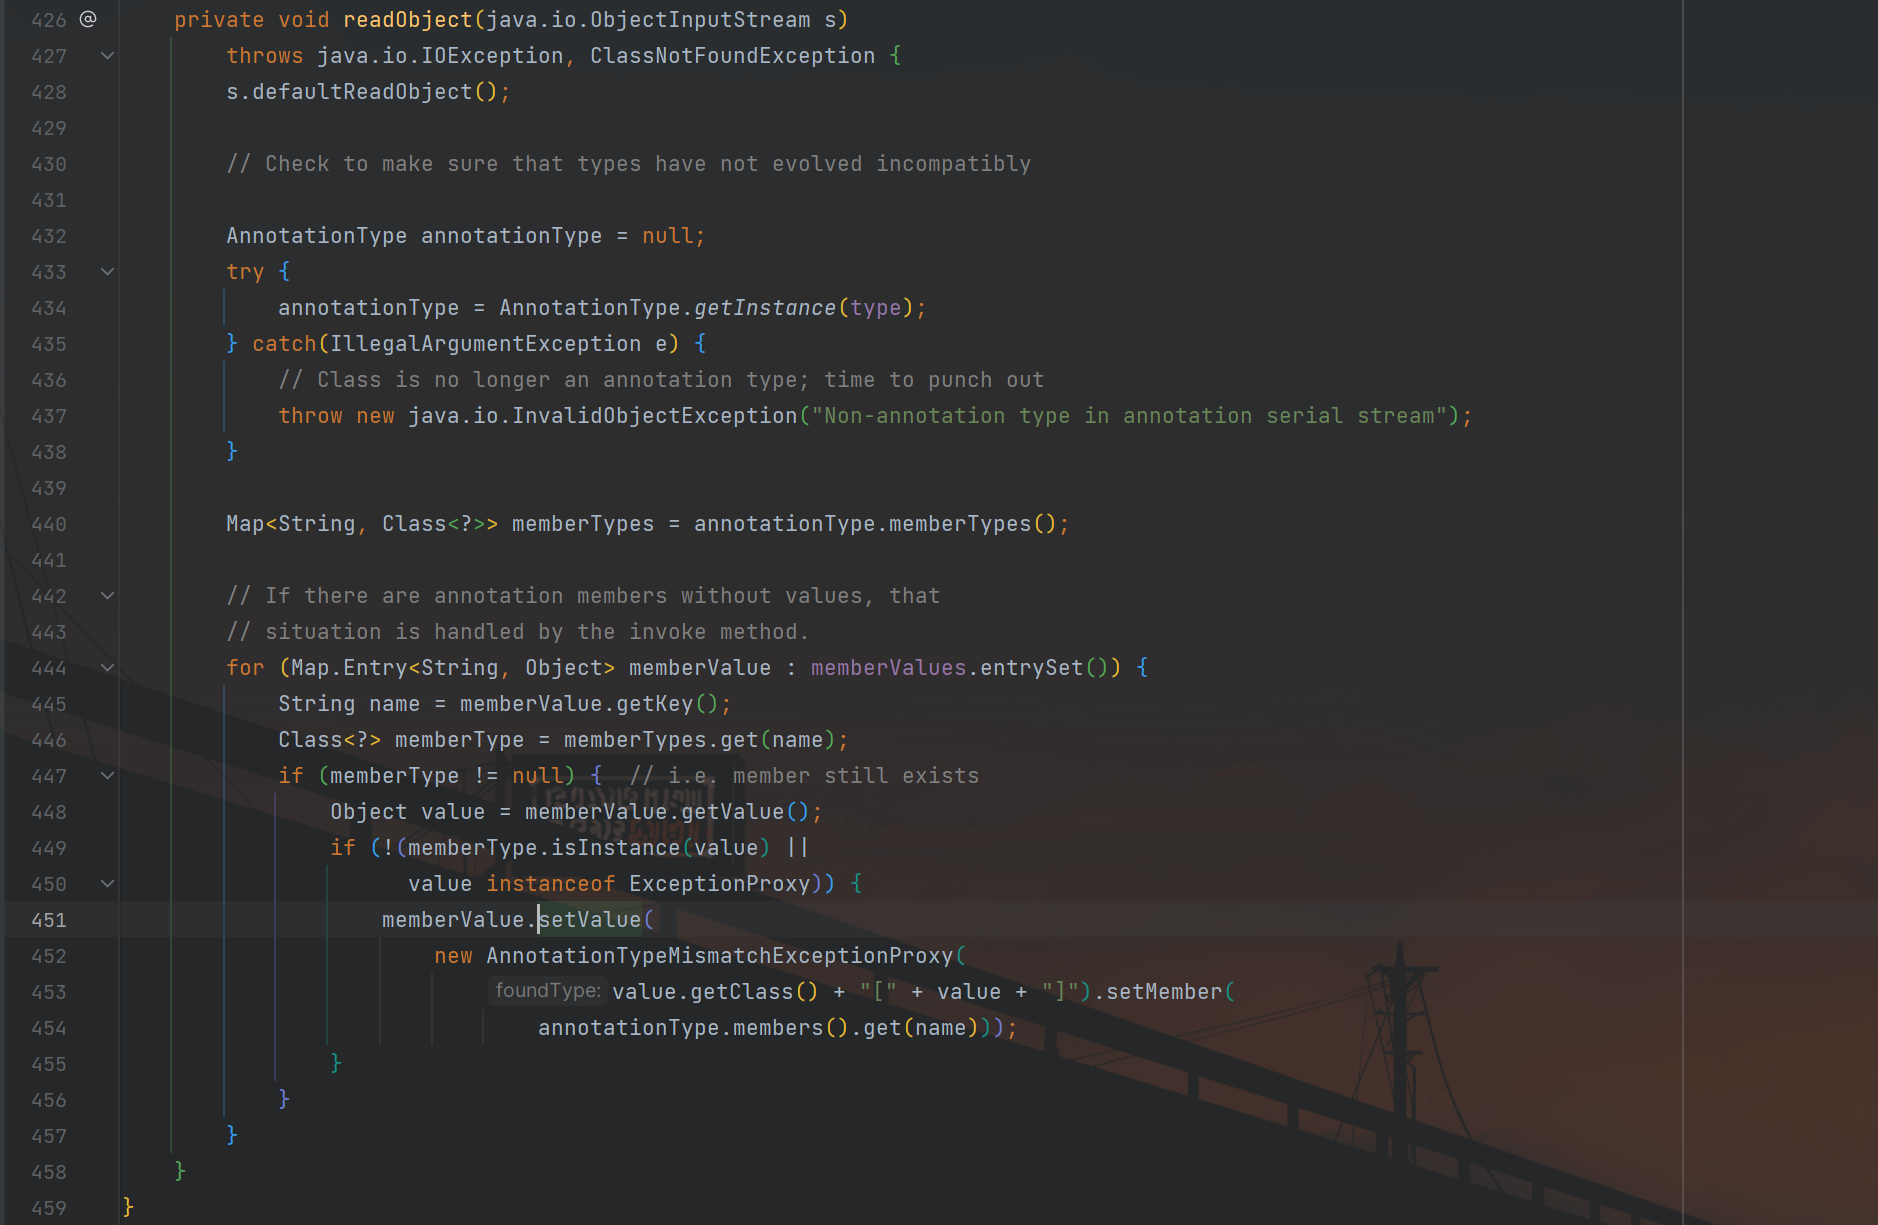 426 @ private void readObject(java.io.ObjectInputStream s)
427 throws java.io.IOException, ClassNotFoundException {
428 s.defaultReadObject();
429
430 // Check to make sure that types have not evolved incompatibly
431
432 AnnotationType annotationType = null;
433 try {
434 annotationType = AnnotationType.getInstance(type);
435 } catch(IllegalArgumentException e) {
436 // Class is no longer an annotation type; time to punch out
437 throw new java.io.InvalidObjectException("Non-annotation type in annotation serial stream");
438 }
439
440 Map<String, Class<?>> memberTypes = annotationType.memberTypes();
441
442 // If there are annotation members without values, that
443 // situation is handled by the invoke method.
444 for (Map.Entry<String, Object> memberValue : memberValues.entrySet()) {
445 String name = memberValue.getKey();
446 Class<?> memberType = memberTypes.get(name);
447 if (memberType != null) { // i.e. member still exists
448 Object value = memberValue.getValue();
449 if (!(memberType.isInstance(value) ||
450 value instanceof ExceptionProxy)) {
451 memberValue.setValue(
452 new AnnotationTypeMismatchExceptionProxy(
453 foundType: value.getClass() + "[" + value + "]").setMember(
454 annotationType.members().get(name)));
455 }
456 }
457 }
458 }
459 }